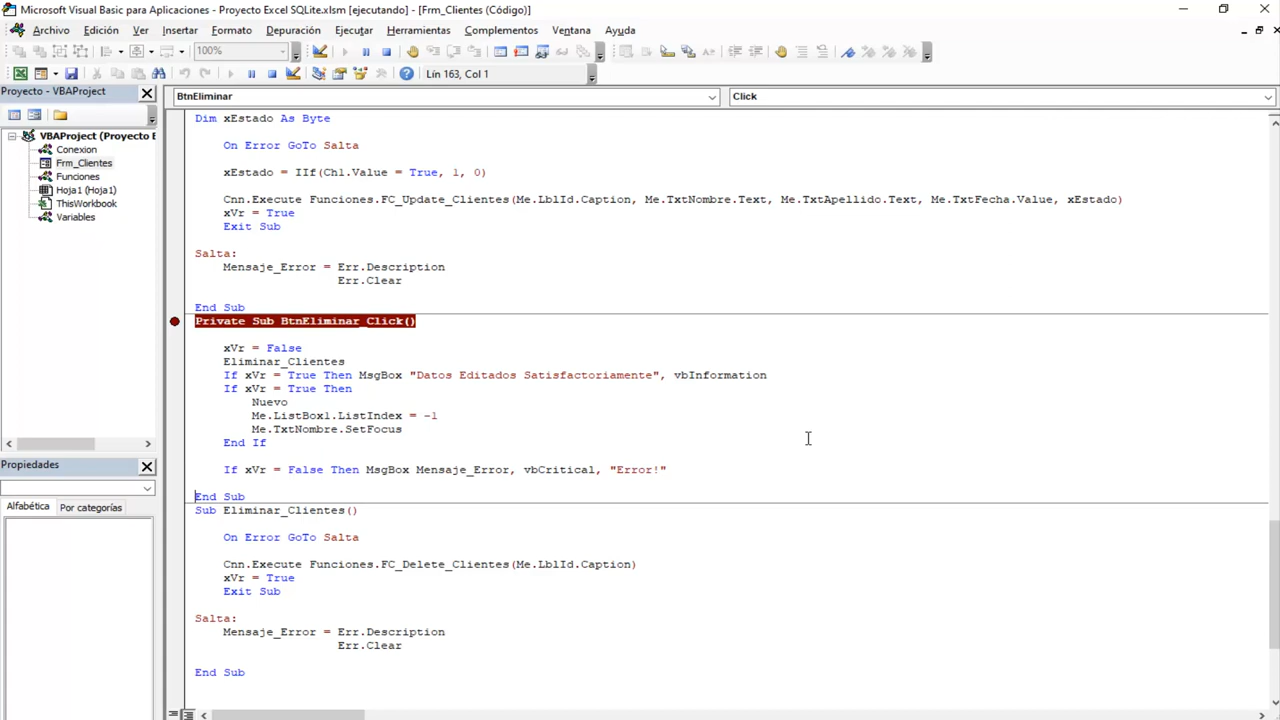 Microsoft Visual Basic para Aplicaciones - Proyecto Excel SQLite.xlsm [ejecutando] - [Frm_Clientes (Código)]
Archivo Edición Ver Insertar Formato Depuración Ejecutar Herramientas Complementos Ventana Ayuda
100%
Lín 163, Col 1
Proyecto - VBAProject
BtnEliminar
Click
VBAProject (Proyecto E
Conexion
Frm_Clientes
Funciones
Hoja1 (Hoja1)
ThisWorkbook
Variables
Propiedades
Alfabética Por categorías
Dim xEstado As Byte
On Error GoTo Salta
xEstado = IIf(Ch1.Value = True, 1, 0)
Cnn.Execute Funciones.FC_Update_Clientes(Me.LblId.Caption, Me.TxtNombre.Text, Me.TxtApellido.Text, Me.TxtFecha.Value, xEstado)
xVr = True
Exit Sub
Salta:
Mensaje_Error = Err.Description
Err.Clear
End Sub
Private Sub BtnEliminar_Click()
xVr = False
Eliminar_Clientes
If xVr = True Then MsgBox "Datos Editados Satisfactoriamente", vbInformation
If xVr = True Then
Nuevo
Me.ListBox1.ListIndex = -1
Me.TxtNombre.SetFocus
End If
If xVr = False Then MsgBox Mensaje_Error, vbCritical, "Error!"
End Sub
Sub Eliminar_Clientes()
On Error GoTo Salta
Cnn.Execute Funciones.FC_Delete_Clientes(Me.LblId.Caption)
xVr = True
Exit Sub
Salta:
Mensaje_Error = Err.Description
Err.Clear
End Sub